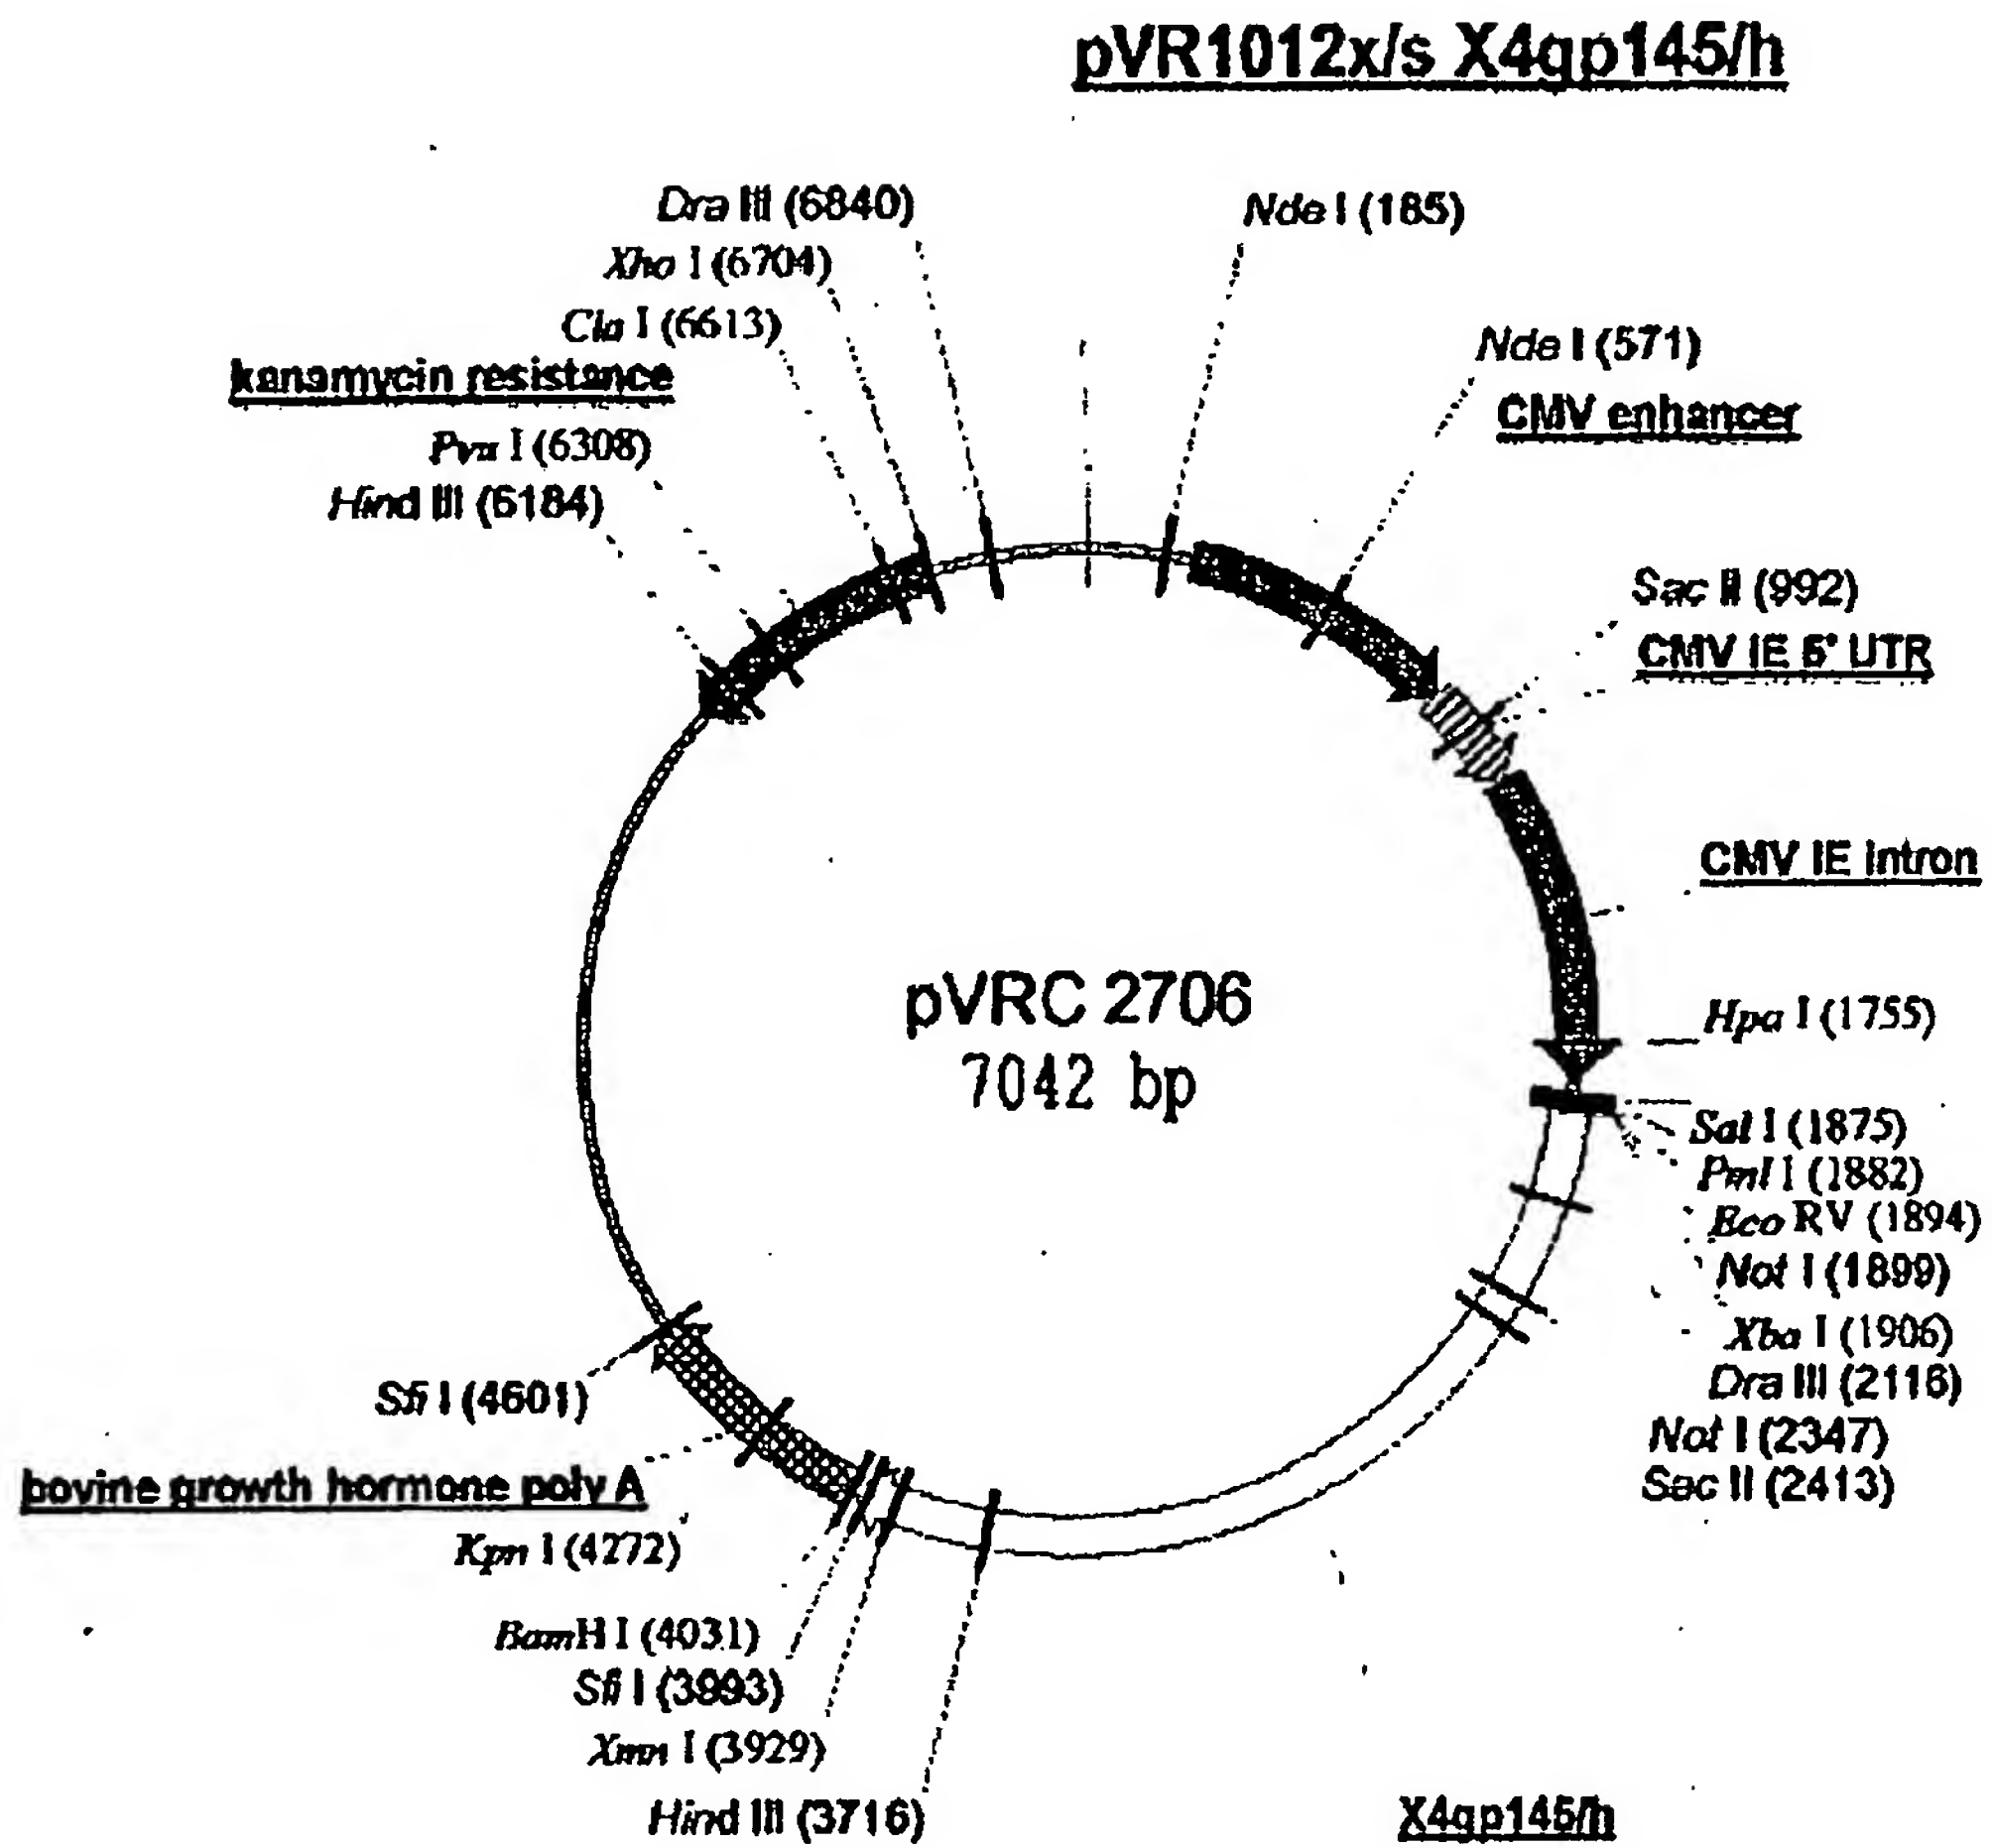 pVR1012x/s X4gp145/h
Dra III (6840)
Nde I (185)
Xho I (6704)
Cla I (6613)
Nde I (571)
kanamycin resistance
CMV enhancer
Pvu I (6308)
Hind III (6184)
Sac II (992)
CMV IE 5' UTR
CMV IE Intron
pVRC 2706
7042 bp
Hpa I (1755)
Sal I (1875)
Pml I (1882)
Eco RV (1894)
Not I (1899)
Xba I (1906)
Dra III (2116)
Not I (2347)
Sac II (2413)
Sfi I (4601)
bovine growth hormone poly A
Kpn I (4272)
BamH I (4031)
Sfi I (3993)
Xmn I (3929)
Hind III (3716)
X4gp145/h